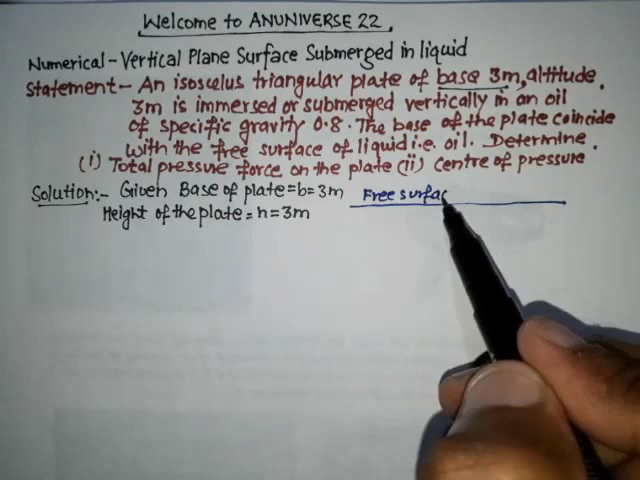 Welcome to ANUNIVERSE 22
Numerical - Vertical Plane Surface Submerged in liquid
Statement - An isosculus triangular plate of base 3m, altitude.
3m is immersed or submerged vertically in an oil
of specific gravity 0.8. The base of the plate coincide
with the free surface of liquid i.e. oil. Determine.
(i) Total pressure force on the plate (ii) Centre of pressure
Solution:- Given Base of plate = b = 3m
Height of the plate = h = 3m
Free surfac